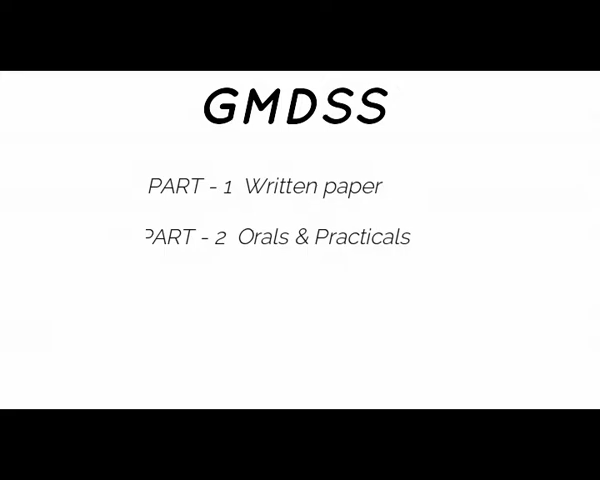 GMDSS
PART - 1 Written paper
PART - 2 Orals & Practicals